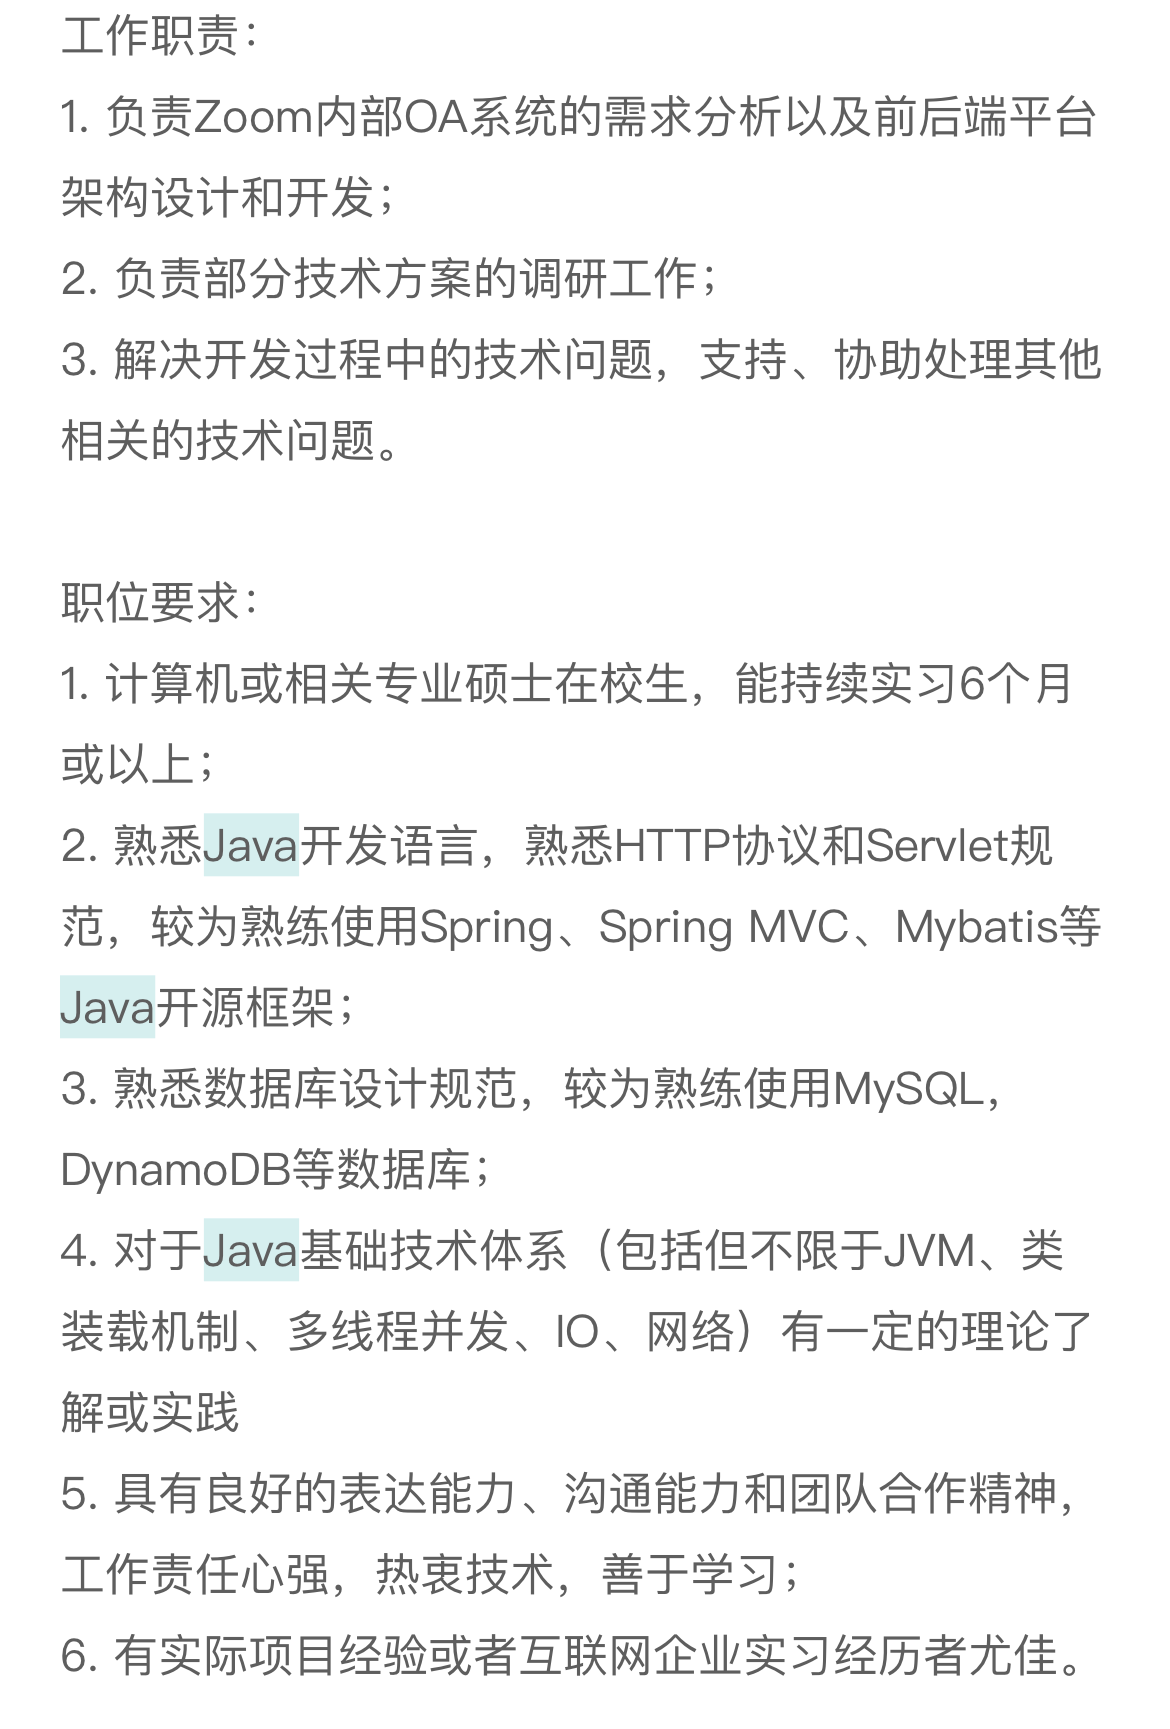 工作职责：
1. 负责Zoom内部OA系统的需求分析以及前后端平台
架构设计和开发；
2. 负责部分技术方案的调研工作；
3. 解决开发过程中的技术问题，支持、协助处理其他
相关的技术问题。
职位要求：
1. 计算机或相关专业硕士在校生，能持续实习6个月
或以上；
2. 熟悉Java开发语言，熟悉HTTP协议和Servlet规
范，较为熟练使用Spring、Spring MVC、Mybatis等
Java开源框架；
3. 熟悉数据库设计规范，较为熟练使用MySQL，
DynamoDB等数据库；
4. 对于Java基础技术体系（包括但不限于JVM、类
装载机制、多线程并发、IO、网络）有一定的理论了
解或实践
5. 具有良好的表达能力、沟通能力和团队合作精神，
工作责任心强，热衷技术，善于学习；
6. 有实际项目经验或者互联网企业实习经历者尤佳。